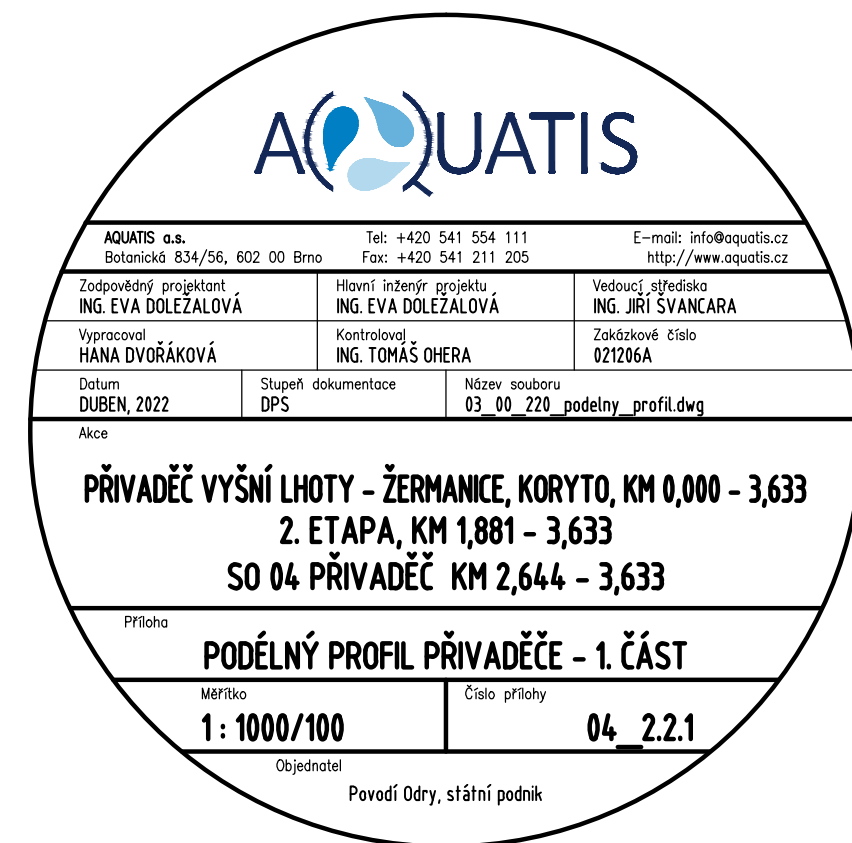 AQUATIS
AQUATIS a.s. Tel: +420 541 554 111 E-mail: info@aquatis.cz
Botanická 834/56, 602 00 Brno Fax: +420 541 211 205 http://www.aquatis.cz
Zodpovědný projektant Hlavní inženýr projektu Vedoucí střediska
ING. EVA DOLEŽALOVÁ ING. EVA DOLEŽALOVÁ ING. JIŘÍ ŠVANCARA
Vypracoval Kontroloval Zakázkové číslo
HANA DVOŘÁKOVÁ ING. TOMÁŠ OHERA 021206A
Datum Stupeň dokumentace Název souboru
DUBEN, 2022 DPS 03_00_220_podelny_profil.dwg
Akce
PŘIVADĚČ VYŠNÍ LHOTY - ŽERMANICE, KORYTO, KM 0,000 - 3,633
2. ETAPA, KM 1,881 - 3,633
SO 04 PŘIVADĚČ KM 2,644 - 3,633
Příloha
PODÉLNÝ PROFIL PŘIVADĚČE - 1. ČÁST
Měřítko Číslo přílohy
1 : 1000/100 04_2.2.1
Objednatel
Povodí Odry, státní podnik